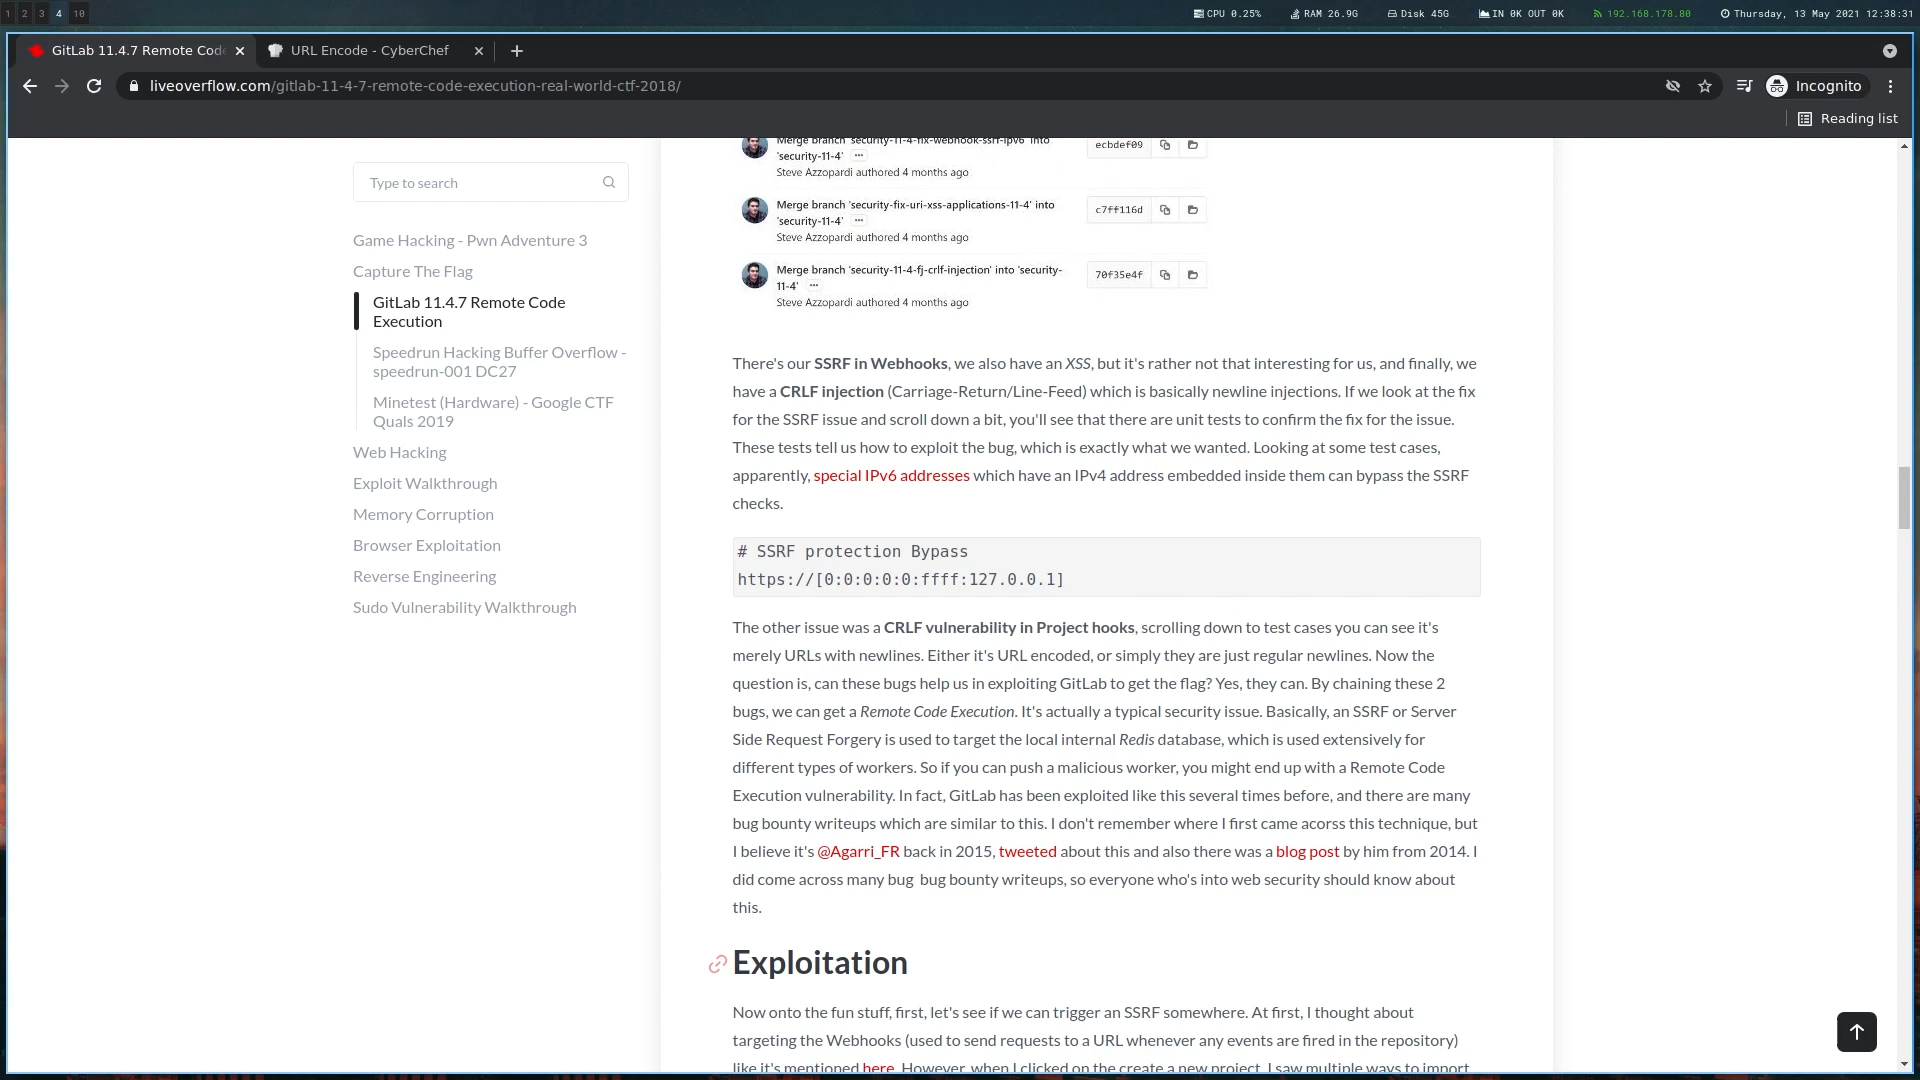 1 2 3 4 10
CPU 0.25% RAM 26.9G Disk 45G IN 0K OUT 0K 192.168.178.80 Thursday, 13 May 2021 12:38:31
GitLab 11.4.7 Remote Code
URL Encode - CyberChef
liveoverflow.com/gitlab-11-4-7-remote-code-execution-real-world-ctf-2018/
Incognito
Reading list
Type to search
Game Hacking - Pwn Adventure 3
Capture The Flag
GitLab 11.4.7 Remote Code
Execution
Speedrun Hacking Buffer Overflow -
speedrun-001 DC27
Minetest (Hardware) - Google CTF
Quals 2019
Web Hacking
Exploit Walkthrough
Memory Corruption
Browser Exploitation
Reverse Engineering
Sudo Vulnerability Walkthrough
Merge branch 'security-11-4-fix-webhook-ssrf-ipv6' into
'security-11-4' ...
Steve Azzopardi authored 4 months ago
ecbdef09
Merge branch 'security-fix-uri-xss-applications-11-4' into
'security-11-4' ...
Steve Azzopardi authored 4 months ago
c7ff116d
Merge branch 'security-11-4-fj-crlf-injection' into 'security-
11-4' ...
Steve Azzopardi authored 4 months ago
70f35e4f
There's our SSRF in Webhooks, we also have an XSS, but it's rather not that interesting for us, and finally, we
have a CRLF injection (Carriage-Return/Line-Feed) which is basically newline injections. If we look at the fix
for the SSRF issue and scroll down a bit, you'll see that there are unit tests to confirm the fix for the issue.
These tests tell us how to exploit the bug, which is exactly what we wanted. Looking at some test cases,
apparently, special IPv6 addresses which have an IPv4 address embedded inside them can bypass the SSRF
checks.
# SSRF protection Bypass
https://[0:0:0:0:0:ffff:127.0.0.1]
The other issue was a CRLF vulnerability in Project hooks, scrolling down to test cases you can see it's
merely URLs with newlines. Either it's URL encoded, or simply they are just regular newlines. Now the
question is, can these bugs help us in exploiting GitLab to get the flag? Yes, they can. By chaining these 2
bugs, we can get a Remote Code Execution. It's actually a typical security issue. Basically, an SSRF or Server
Side Request Forgery is used to target the local internal Redis database, which is used extensively for
different types of workers. So if you can push a malicious worker, you might end up with a Remote Code
Execution vulnerability. In fact, GitLab has been exploited like this several times before, and there are many
bug bounty writeups which are similar to this. I don't remember where I first came acorss this technique, but
I believe it's @Agarri_FR back in 2015, tweeted about this and also there was a blog post by him from 2014. I
did come across many bug  bug bounty writeups, so everyone who's into web security should know about
this.
Exploitation
Now onto the fun stuff, first, let's see if we can trigger an SSRF somewhere. At first, I thought about
targeting the Webhooks (used to send requests to a URL whenever any events are fired in the repository)
like it's mentioned here. However, when I clicked on the create a new project, I saw multiple ways to import